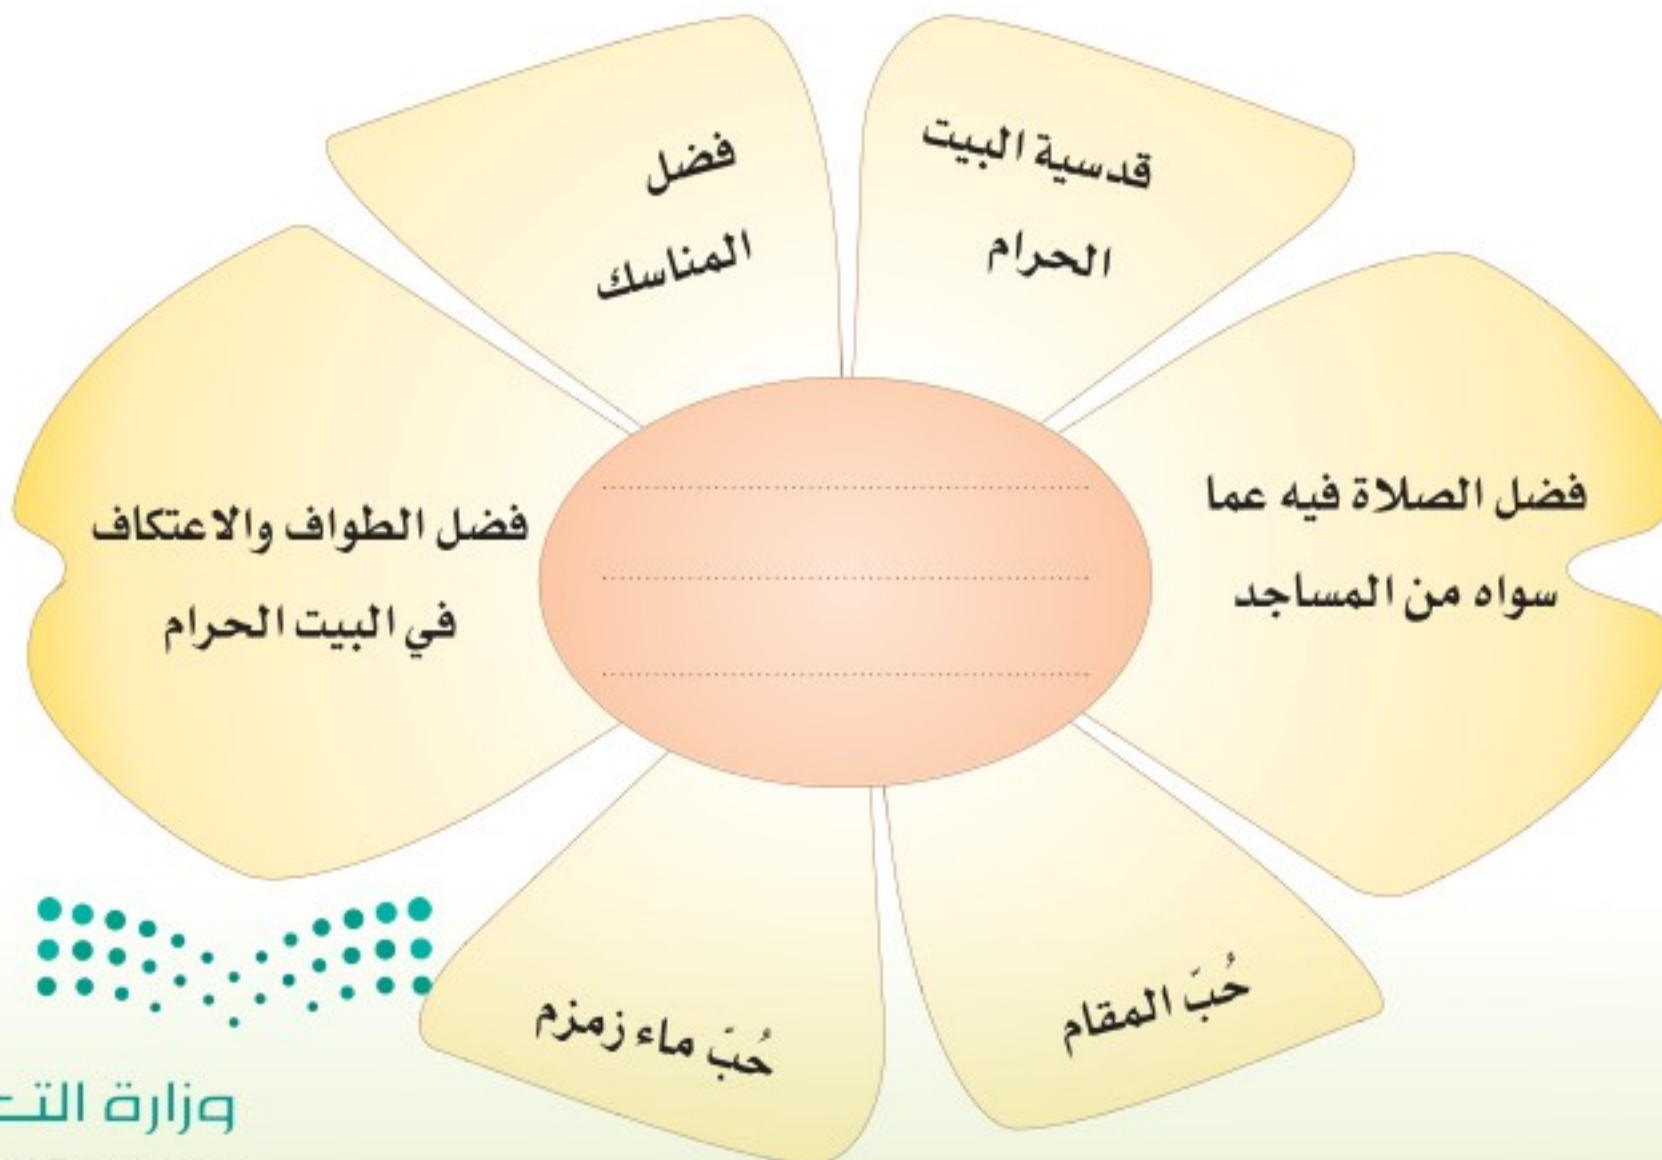 قدسية البيت
الحرام
فضل
المناسك
فضل الصلاة فيه عما
سواه من المساجد
فضل الطواف والاعتكاف
في البيت الحرام
حُبّ المقام
حُبّ ماء زمزم
وزارة